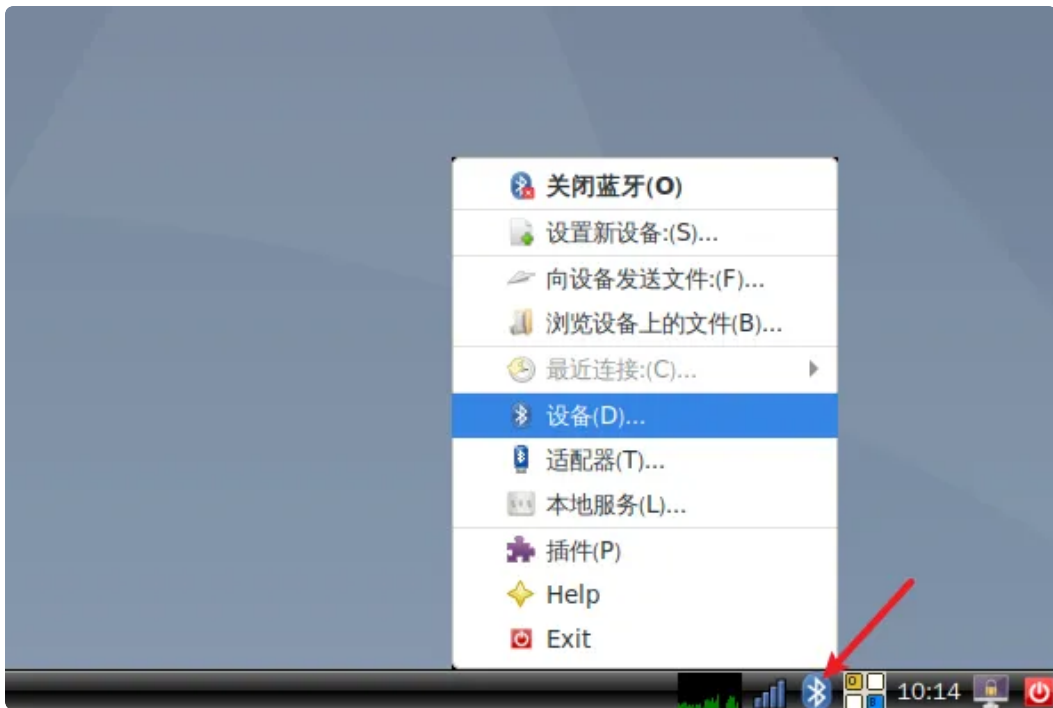 关闭蓝牙(O)
设置新设备:(S)...
向设备发送文件:(F)...
浏览设备上的文件(B)...
最近连接:(C)...
设备(D)...
适配器(T)...
本地服务(L)...
插件(P)
Help
Exit
10:14